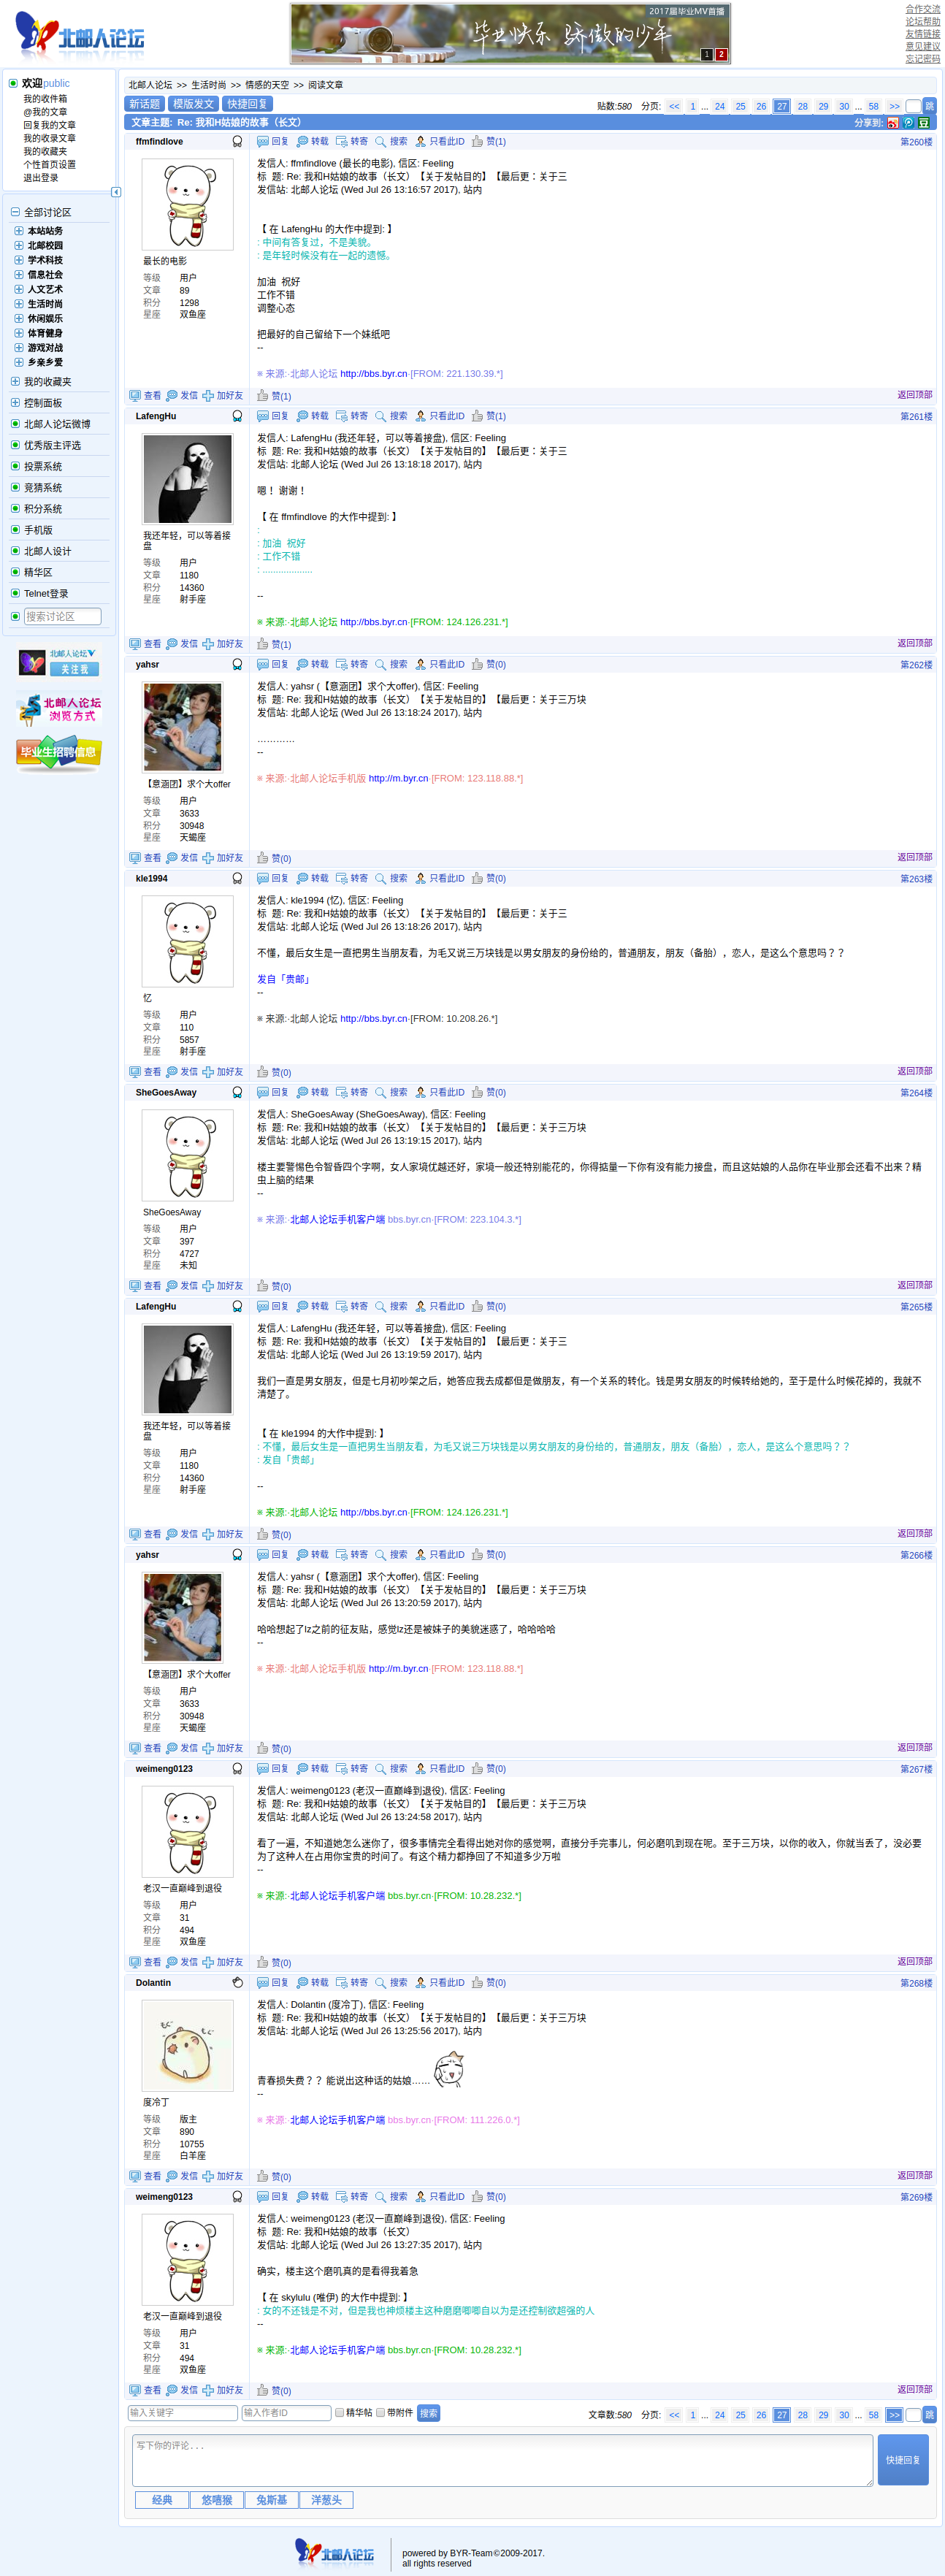 北邮人论坛
2017届毕业MV首播
毕业快乐 骄傲的少年
1 2
合作交流
论坛帮助
友情链接
意见建议
忘记密码
欢迎public
我的收件箱
@我的文章
回复我的文章
我的收录文章
我的收藏夹
个性首页设置
退出登录
全部讨论区
本站站务
北邮校园
学术科技
信息社会
人文艺术
生活时尚
休闲娱乐
体育健身
游戏对战
乡亲乡爱
我的收藏夹
控制面板
北邮人论坛微博
优秀版主评选
投票系统
竞猜系统
积分系统
手机版
北邮人设计
精华区
Telnet登录
搜索讨论区
北邮人论坛
关注我
北邮人论坛
浏览方式
毕业生招聘信息
北邮人论坛 >> 生活时尚 >> 情感的天空 >> 阅读文章
新话题 模版发文 快捷回复
贴数:580 分页: << 1 ... 24 25 26 27 28 29 30 ... 58 >> 跳
文章主题: Re: 我和H姑娘的故事（长文）
分享到:
ffmfindlove
回复 转载 转寄 搜索 只看此ID 赞(1) 第260楼
最长的电影
等级 用户
文章 89
积分 1298
星座 双鱼座
发信人: ffmfindlove (最长的电影), 信区: Feeling
标 题: Re: 我和H姑娘的故事（长文）【关于发帖目的】【最后更：关于三
发信站: 北邮人论坛 (Wed Jul 26 13:16:57 2017), 站内
【 在 LafengHu 的大作中提到: 】
: 中间有答复过，不是美貌。
: 是年轻时候没有在一起的遗憾。
加油 祝好
工作不错
调整心态
把最好的自己留给下一个妹纸吧
--
※ 来源:·北邮人论坛 http://bbs.byr.cn·[FROM: 221.130.39.*]
查看 发信 加好友 赞(1) 返回顶部
LafengHu
回复 转载 转寄 搜索 只看此ID 赞(1) 第261楼
我还年轻，可以等着接
盘
等级 用户
文章 1180
积分 14360
星座 射手座
发信人: LafengHu (我还年轻，可以等着接盘), 信区: Feeling
标 题: Re: 我和H姑娘的故事（长文）【关于发帖目的】【最后更：关于三
发信站: 北邮人论坛 (Wed Jul 26 13:18:18 2017), 站内
嗯！ 谢谢！
【 在 ffmfindlove 的大作中提到: 】
:
: 加油 祝好
: 工作不错
: ...................
--
※ 来源:·北邮人论坛 http://bbs.byr.cn·[FROM: 124.126.231.*]
查看 发信 加好友 赞(1) 返回顶部
yahsr
回复 转载 转寄 搜索 只看此ID 赞(0) 第262楼
【意涵团】求个大offer
等级 用户
文章 3633
积分 30948
星座 天蝎座
发信人: yahsr (【意涵团】求个大offer), 信区: Feeling
标 题: Re: 我和H姑娘的故事（长文）【关于发帖目的】【最后更：关于三万块
发信站: 北邮人论坛 (Wed Jul 26 13:18:24 2017), 站内
…………
--
※ 来源:·北邮人论坛手机版 http://m.byr.cn·[FROM: 123.118.88.*]
查看 发信 加好友 赞(0) 返回顶部
kle1994
回复 转载 转寄 搜索 只看此ID 赞(0) 第263楼
忆
等级 用户
文章 110
积分 5857
星座 射手座
发信人: kle1994 (忆), 信区: Feeling
标 题: Re: 我和H姑娘的故事（长文）【关于发帖目的】【最后更：关于三
发信站: 北邮人论坛 (Wed Jul 26 13:18:26 2017), 站内
不懂，最后女生是一直把男生当朋友看，为毛又说三万块钱是以男女朋友的身份给的，普通朋友，朋友（备胎），恋人，是这么个意思吗？？
发自「贵邮」
--
※ 来源:·北邮人论坛 http://bbs.byr.cn·[FROM: 10.208.26.*]
查看 发信 加好友 赞(0) 返回顶部
SheGoesAway
回复 转载 转寄 搜索 只看此ID 赞(0) 第264楼
SheGoesAway
等级 用户
文章 397
积分 4727
星座 未知
发信人: SheGoesAway (SheGoesAway), 信区: Feeling
标 题: Re: 我和H姑娘的故事（长文）【关于发帖目的】【最后更：关于三万块
发信站: 北邮人论坛 (Wed Jul 26 13:19:15 2017), 站内
楼主要警惕色令智昏四个字啊，女人家境优越还好，家境一般还特别能花的，你得掂量一下你有没有能力接盘，而且这姑娘的人品你在毕业那会还看不出来？精
虫上脑的结果
--
※ 来源:·北邮人论坛手机客户端 bbs.byr.cn·[FROM: 223.104.3.*]
查看 发信 加好友 赞(0) 返回顶部
LafengHu
回复 转载 转寄 搜索 只看此ID 赞(0) 第265楼
我还年轻，可以等着接
盘
等级 用户
文章 1180
积分 14360
星座 射手座
发信人: LafengHu (我还年轻，可以等着接盘), 信区: Feeling
标 题: Re: 我和H姑娘的故事（长文）【关于发帖目的】【最后更：关于三
发信站: 北邮人论坛 (Wed Jul 26 13:19:59 2017), 站内
我们一直是男女朋友，但是七月初吵架之后，她答应我去成都但是做朋友，有一个关系的转化。钱是男女朋友的时候转给她的，至于是什么时候花掉的，我就不
清楚了。
【 在 kle1994 的大作中提到: 】
: 不懂，最后女生是一直把男生当朋友看，为毛又说三万块钱是以男女朋友的身份给的，普通朋友，朋友（备胎），恋人，是这么个意思吗？？
: 发自「贵邮」
--
※ 来源:·北邮人论坛 http://bbs.byr.cn·[FROM: 124.126.231.*]
查看 发信 加好友 赞(0) 返回顶部
yahsr
回复 转载 转寄 搜索 只看此ID 赞(0) 第266楼
【意涵团】求个大offer
等级 用户
文章 3633
积分 30948
星座 天蝎座
发信人: yahsr (【意涵团】求个大offer), 信区: Feeling
标 题: Re: 我和H姑娘的故事（长文）【关于发帖目的】【最后更：关于三万块
发信站: 北邮人论坛 (Wed Jul 26 13:20:59 2017), 站内
哈哈想起了lz之前的征友贴，感觉lz还是被妹子的美貌迷惑了，哈哈哈哈
--
※ 来源:·北邮人论坛手机版 http://m.byr.cn·[FROM: 123.118.88.*]
查看 发信 加好友 赞(0) 返回顶部
weimeng0123
回复 转载 转寄 搜索 只看此ID 赞(0) 第267楼
老汉一直巅峰到退役
等级 用户
文章 31
积分 494
星座 双鱼座
发信人: weimeng0123 (老汉一直巅峰到退役), 信区: Feeling
标 题: Re: 我和H姑娘的故事（长文）【关于发帖目的】【最后更：关于三万块
发信站: 北邮人论坛 (Wed Jul 26 13:24:58 2017), 站内
看了一遍，不知道她怎么迷你了，很多事情完全看得出她对你的感觉啊，直接分手完事儿，何必磨叽到现在呢。至于三万块，以你的收入，你就当丢了，没必要
为了这种人在占用你宝贵的时间了。有这个精力都挣回了不知道多少万啦
--
※ 来源:·北邮人论坛手机客户端 bbs.byr.cn·[FROM: 10.28.232.*]
查看 发信 加好友 赞(0) 返回顶部
Dolantin
回复 转载 转寄 搜索 只看此ID 赞(0) 第268楼
度冷丁
等级 版主
文章 890
积分 10755
星座 白羊座
发信人: Dolantin (度冷丁), 信区: Feeling
标 题: Re: 我和H姑娘的故事（长文）【关于发帖目的】【最后更：关于三万块
发信站: 北邮人论坛 (Wed Jul 26 13:25:56 2017), 站内
青春损失费？？ 能说出这种话的姑娘……
--
※ 来源:·北邮人论坛手机客户端 bbs.byr.cn·[FROM: 111.226.0.*]
查看 发信 加好友 赞(0) 返回顶部
weimeng0123
回复 转载 转寄 搜索 只看此ID 赞(0) 第269楼
老汉一直巅峰到退役
等级 用户
文章 31
积分 494
星座 双鱼座
发信人: weimeng0123 (老汉一直巅峰到退役), 信区: Feeling
标 题: Re: 我和H姑娘的故事（长文）
发信站: 北邮人论坛 (Wed Jul 26 13:27:35 2017), 站内
确实，楼主这个磨叽真的是看得我着急
【 在 skylulu (唯伊) 的大作中提到: 】
: 女的不还钱是不对，但是我也神烦楼主这种磨磨唧唧自以为是还控制欲超强的人
--
※ 来源:·北邮人论坛手机客户端 bbs.byr.cn·[FROM: 10.28.232.*]
查看 发信 加好友 赞(0) 返回顶部
输入关键字 输入作者ID 精华帖 带附件 搜索
文章数:580 分页: << 1 ... 24 25 26 27 28 29 30 ... 58 >> 跳
写下你的评论...
快捷回复
经典 悠嘻猴 兔斯基 洋葱头
北邮人论坛
powered by BYR-Team©2009-2017.
all rights reserved